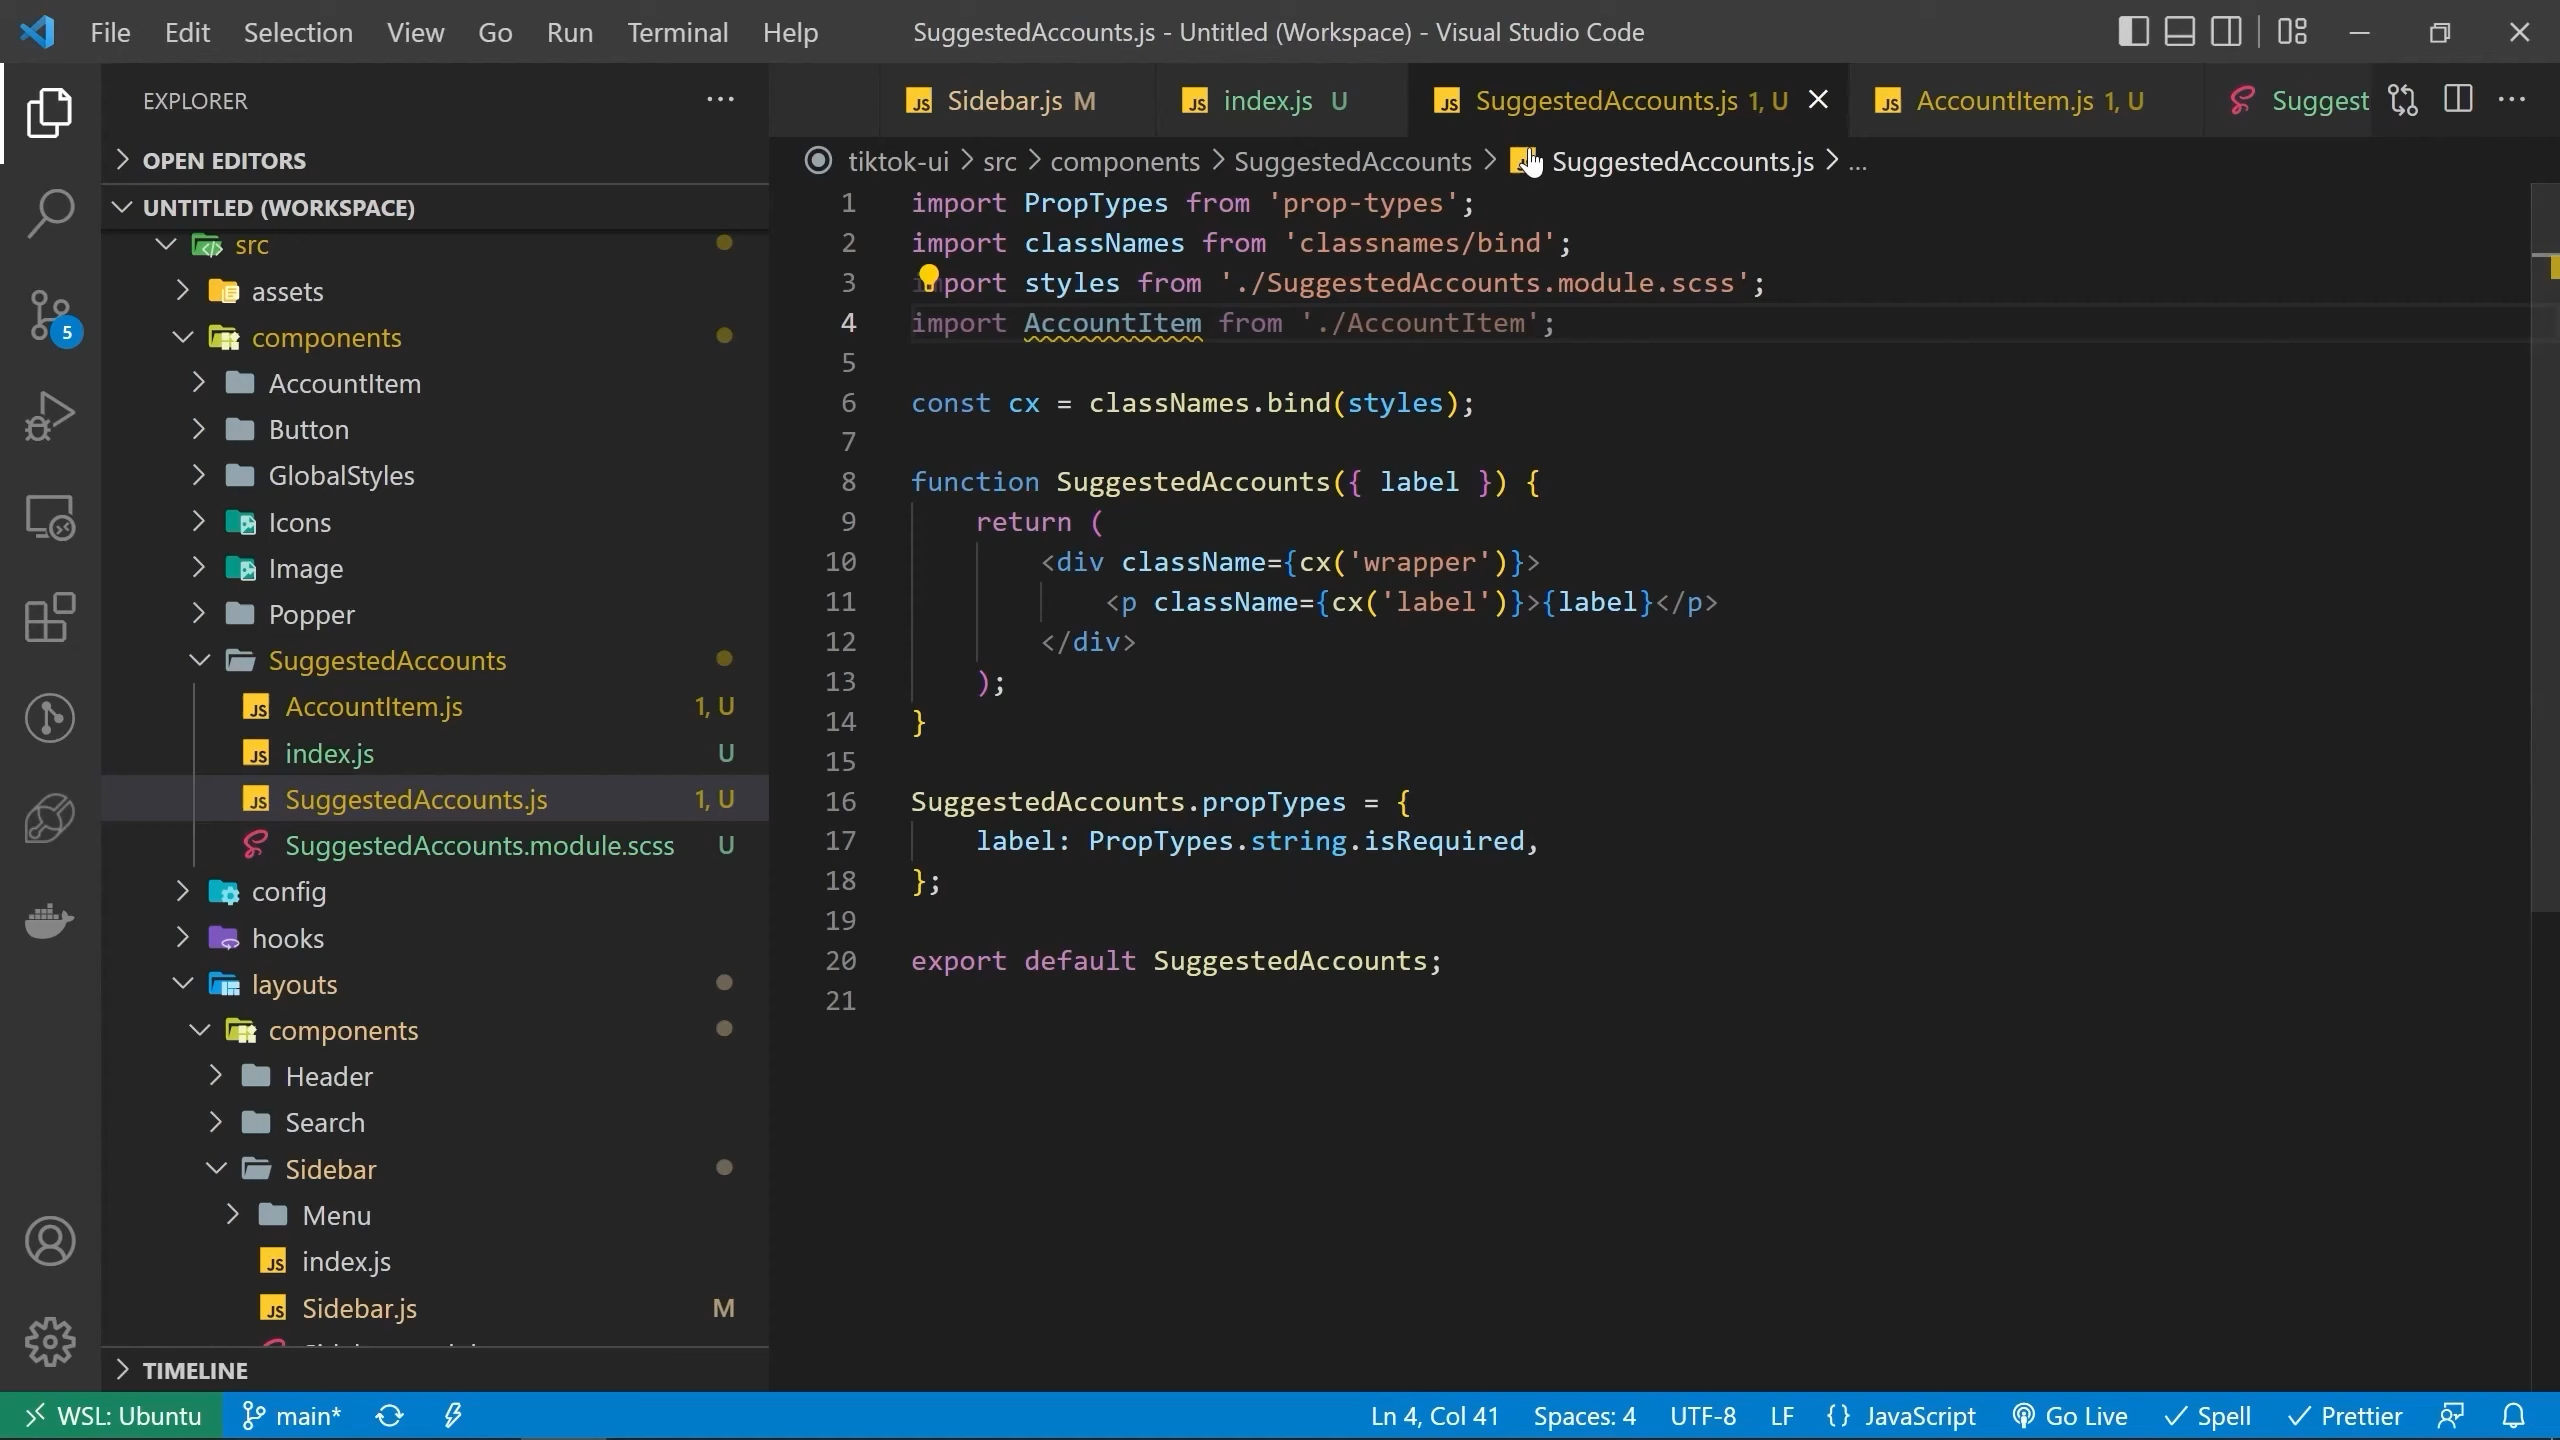 File Edit Selection View Go Run Terminal Help SuggestedAccounts.js - Untitled (Workspace) - Visual Studio Code
EXPLORER
OPEN EDITORS
UNTITLED (WORKSPACE)
src
assets
components
AccountItem
Button
GlobalStyles
Icons
Image
Popper
SuggestedAccounts
AccountItem.js 1, U
index.js U
SuggestedAccounts.js 1, U
SuggestedAccounts.module.scss U
config
hooks
layouts
components
Header
Search
Sidebar
Menu
index.js
Sidebar.js M
TIMELINE
5
Sidebar.js M index.js U SuggestedAccounts.js 1, U AccountItem.js 1, U Suggest
tiktok-ui > src > components > SuggestedAccounts > SuggestedAccounts.js > ...
1 import PropTypes from 'prop-types';
2 import classNames from 'classnames/bind';
3 import styles from './SuggestedAccounts.module.scss';
4 import AccountItem from './AccountItem';
5
6 const cx = classNames.bind(styles);
7
8 function SuggestedAccounts({ label }) {
9 return (
10 <div className={cx('wrapper')}>
11 <p className={cx('label')}>{label}</p>
12 </div>
13 );
14 }
15
16 SuggestedAccounts.propTypes = {
17 label: PropTypes.string.isRequired,
18 };
19
20 export default SuggestedAccounts;
21
WSL: Ubuntu main* Ln 4, Col 41 Spaces: 4 UTF-8 LF {} JavaScript Go Live Spell Prettier